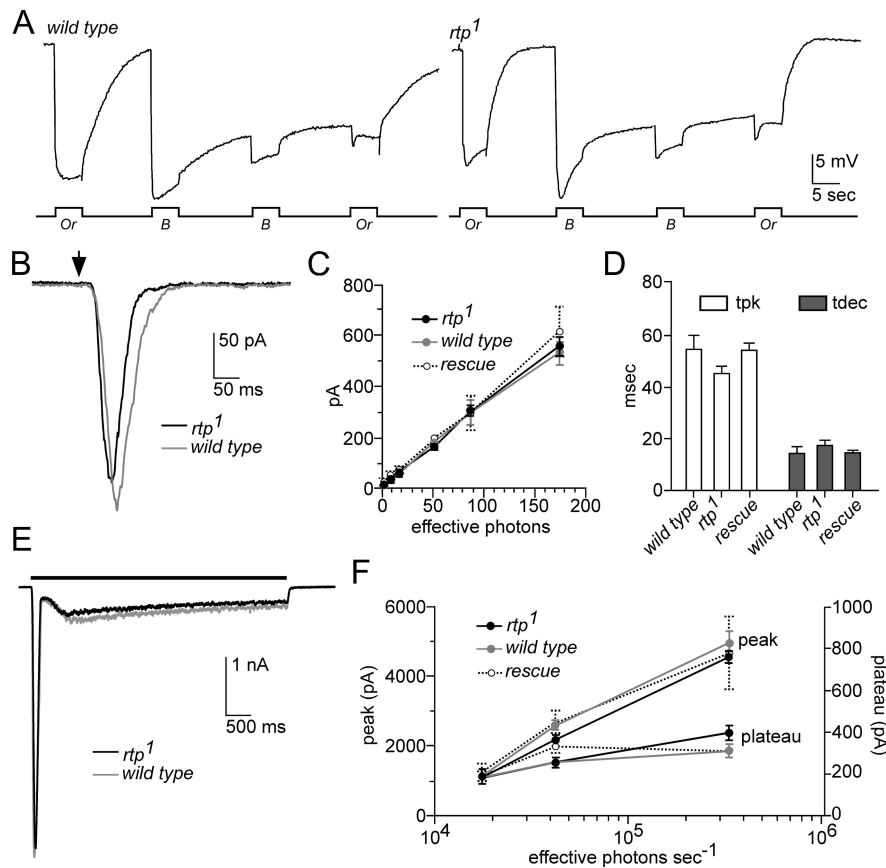 A
wild type
rtp1
5 mV
5 sec
Or
B
B
Or
Or
B
B
Or
B
50 pA
50 ms
rtp1
wild type
C
800
600
400
200
0
pA
rtp1
wild type
rescue
0
50
100
150
200
effective photons
D
80
60
40
20
0
msec
tpk
tdec
wild type
rtp1
rescue
wild type
rtp1
rescue
E
1 nA
500 ms
rtp1
wild type
F
6000
4000
2000
0
peak (pA)
rtp1
wild type
rescue
peak
plateau
1000
800
600
400
200
0
plateau (pA)
10^4
10^5
10^6
effective photons sec-1